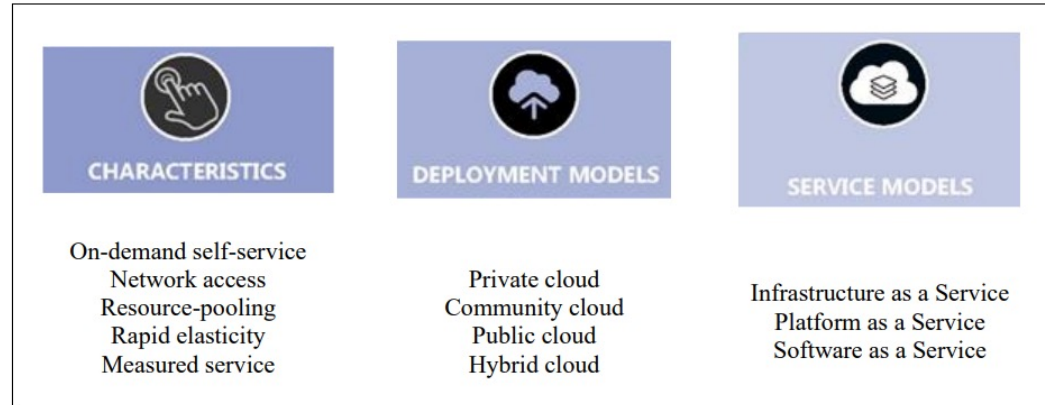 CHARACTERISTICS
On-demand self-service
Network access
Resource-pooling
Rapid elasticity
Measured service
DEPLOYMENT MODELS
Private cloud
Community cloud
Public cloud
Hybrid cloud
SERVICE MODELS
Infrastructure as a Service
Platform as a Service
Software as a Service